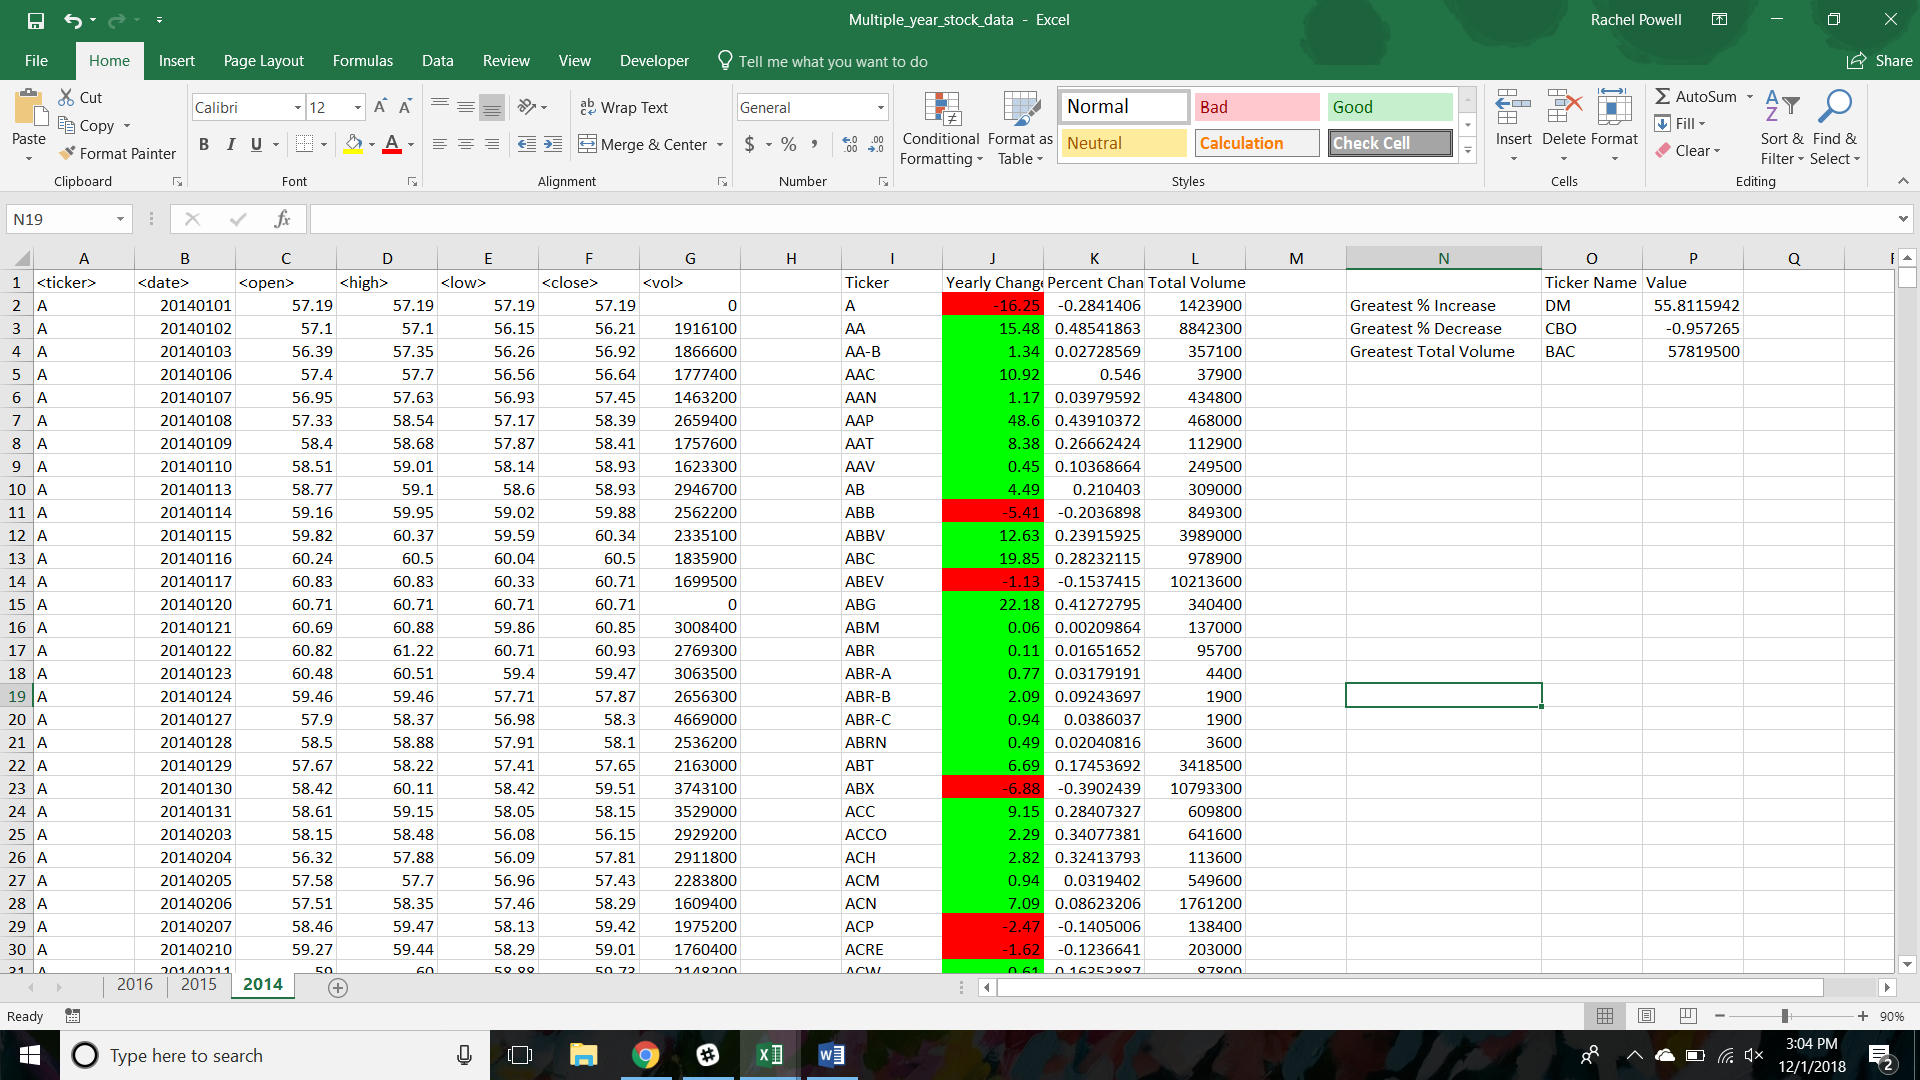 Multiple_year_stock_data - Excel
Rachel Powell
File Home Insert Page Layout Formulas Data Review View Developer Tell me what you want to do Share
Paste Cut Copy Format Painter Clipboard
Calibri 12 A A B I U A Font
ab Wrap Text Merge & Center Alignment
General $ % , Number
Conditional Formatting Format as Table
Normal Bad Good
Neutral Calculation Check Cell
Styles
Insert Delete Format Cells
AutoSum Fill Clear Sort & Filter Find & Select Editing
N19 fx
A B C D E F G H I J K L M N O P Q
1 <ticker> <date> <open> <high> <low> <close> <vol> Ticker Yearly Change Percent Chan Total Volume Ticker Name Value
2 A 20140101 57.19 57.19 57.19 57.19 0 A -16.25 -0.2841406 1423900 Greatest % Increase DM 55.8115942
3 A 20140102 57.1 57.1 56.15 56.21 1916100 AA 15.48 0.48541863 8842300 Greatest % Decrease CBO -0.957265
4 A 20140103 56.39 57.35 56.26 56.92 1866600 AA-B 1.34 0.02728569 357100 Greatest Total Volume BAC 57819500
5 A 20140106 57.4 57.7 56.56 56.64 1777400 AAC 10.92 0.546 37900
6 A 20140107 56.95 57.63 56.93 57.45 1463200 AAN 1.17 0.03979592 434800
7 A 20140108 57.33 58.54 57.17 58.39 2659400 AAP 48.6 0.43910372 468000
8 A 20140109 58.4 58.68 57.87 58.41 1757600 AAT 8.38 0.26662424 112900
9 A 20140110 58.51 59.01 58.14 58.93 1623300 AAV 0.45 0.10368664 249500
10 A 20140113 58.77 59.1 58.6 58.93 2946700 AB 4.49 0.210403 309000
11 A 20140114 59.16 59.95 59.02 59.88 2562200 ABB -5.41 -0.2036898 849300
12 A 20140115 59.82 60.37 59.59 60.34 2335100 ABBV 12.63 0.23915925 3989000
13 A 20140116 60.24 60.5 60.04 60.5 1835900 ABC 19.85 0.28232115 978900
14 A 20140117 60.83 60.83 60.33 60.71 1699500 ABEV -1.13 -0.1537415 10213600
15 A 20140120 60.71 60.71 60.71 60.71 0 ABG 22.18 0.41272795 340400
16 A 20140121 60.69 60.88 59.86 60.85 3008400 ABM 0.06 0.00209864 137000
17 A 20140122 60.82 61.22 60.71 60.93 2769300 ABR 0.11 0.01651652 95700
18 A 20140123 60.48 60.51 59.4 59.47 3063500 ABR-A 0.77 0.03179191 4400
19 A 20140124 59.46 59.46 57.71 57.87 2656300 ABR-B 2.09 0.09243697 1900
20 A 20140127 57.9 58.37 56.98 58.3 4669000 ABR-C 0.94 0.0386037 1900
21 A 20140128 58.5 58.88 57.91 58.1 2536200 ABRN 0.49 0.02040816 3600
22 A 20140129 57.67 58.22 57.41 57.65 2163000 ABT 6.69 0.17453692 3418500
23 A 20140130 58.42 60.11 58.42 59.51 3743100 ABX -6.88 -0.3902439 10793300
24 A 20140131 58.61 59.15 58.05 58.15 3529000 ACC 9.15 0.28407327 609800
25 A 20140203 58.15 58.48 56.08 56.15 2929200 ACCO 2.29 0.34077381 641600
26 A 20140204 56.32 57.88 56.09 57.81 2911800 ACH 2.82 0.32413793 113600
27 A 20140205 57.58 57.7 56.96 57.43 2283800 ACM 0.94 0.0319402 549600
28 A 20140206 57.51 58.35 57.46 58.29 1609400 ACN 7.09 0.08623206 1761200
29 A 20140207 58.46 59.47 58.13 59.42 1975200 ACP -2.47 -0.1405006 138400
30 A 20140210 59.27 59.44 58.29 59.01 1760400 ACRE -1.62 -0.1236641 203000
31 A 20140211 59 60 58.88 59.73 2148200 ACW 0.61 0.16353887 87800
2016 2015 2014
Ready 90%
Type here to search
3:04 PM
12/1/2018
2